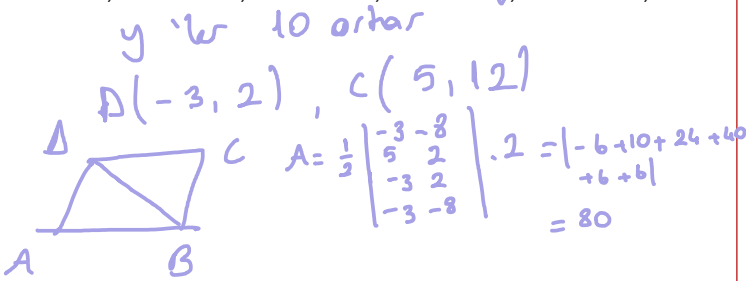 y 'ler 10 artar
D(-3, 2), C(5, 12)
D C
A B
A = 1/2 | -3 -8
5 2
-3 2
-3 -8 | . 2 = |-6+10+24+40
+6+6|
= 80